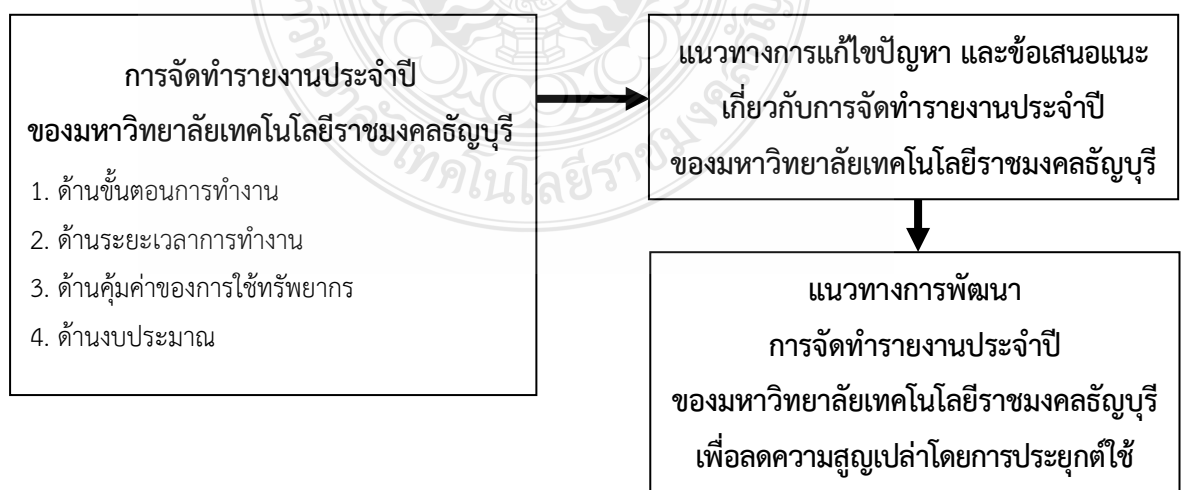 การจัดทำรายงานประจำปี
ของมหาวิทยาลัยเทคโนโลยีราชมงคลธัญบุรี
1. ด้านขั้นตอนการทำงาน
2. ด้านระยะเวลาการทำงาน
3. ด้านคุ้มค่าของการใช้ทรัพยากร
4. ด้านงบประมาณ
แนวทางการแก้ไขปัญหา และข้อเสนอแนะ
เกี่ยวกับการจัดทำรายงานประจำปี
ของมหาวิทยาลัยเทคโนโลยีราชมงคลธัญบุรี
แนวทางการพัฒนา
การจัดทำรายงานประจำปี
ของมหาวิทยาลัยเทคโนโลยีราชมงคลธัญบุรี
เพื่อลดความสูญเปล่าโดยการประยุกต์ใช้